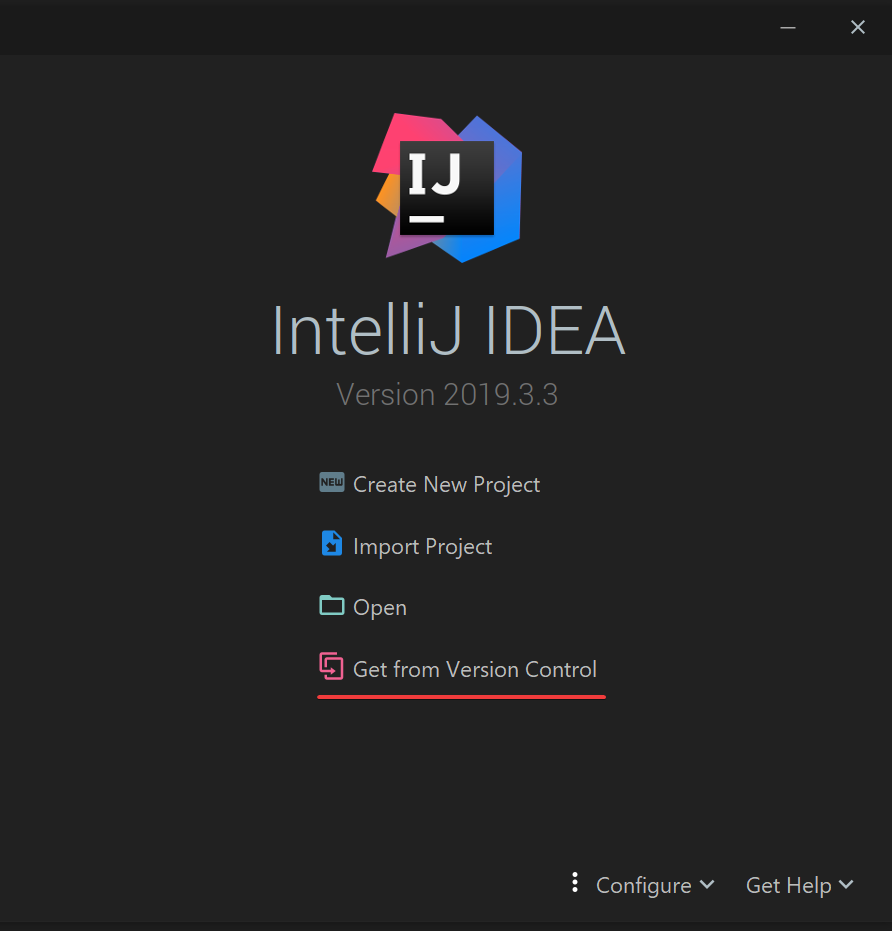 IJ
IntelliJ IDEA
Version 2019.3.3
NEW Create New Project
Import Project
Open
Get from Version Control
Configure Get Help